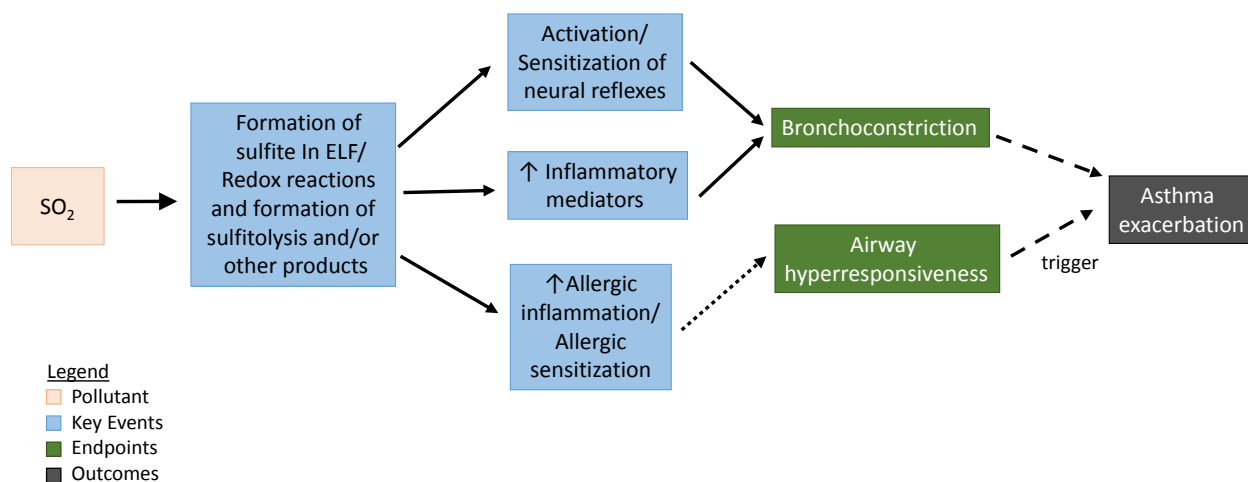 SO₂
Formation of
sulfite In ELF/
Redox reactions
and formation of
sulfitolysis and/or
other products
Activation/
Sensitization of
neural reflexes
↑ Inflammatory
mediators
↑Allergic
inflammation/
Allergic
sensitization
Bronchoconstriction
Airway
hyperresponsiveness
trigger
Asthma
exacerbation
Legend
Pollutant
Key Events
Endpoints
Outcomes